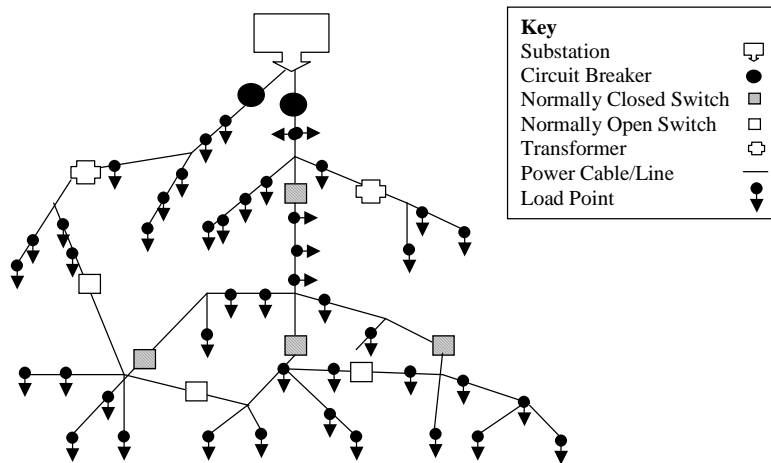 Key
Substation
Circuit Breaker
Normally Closed Switch
Normally Open Switch
Transformer
Power Cable/Line
Load Point